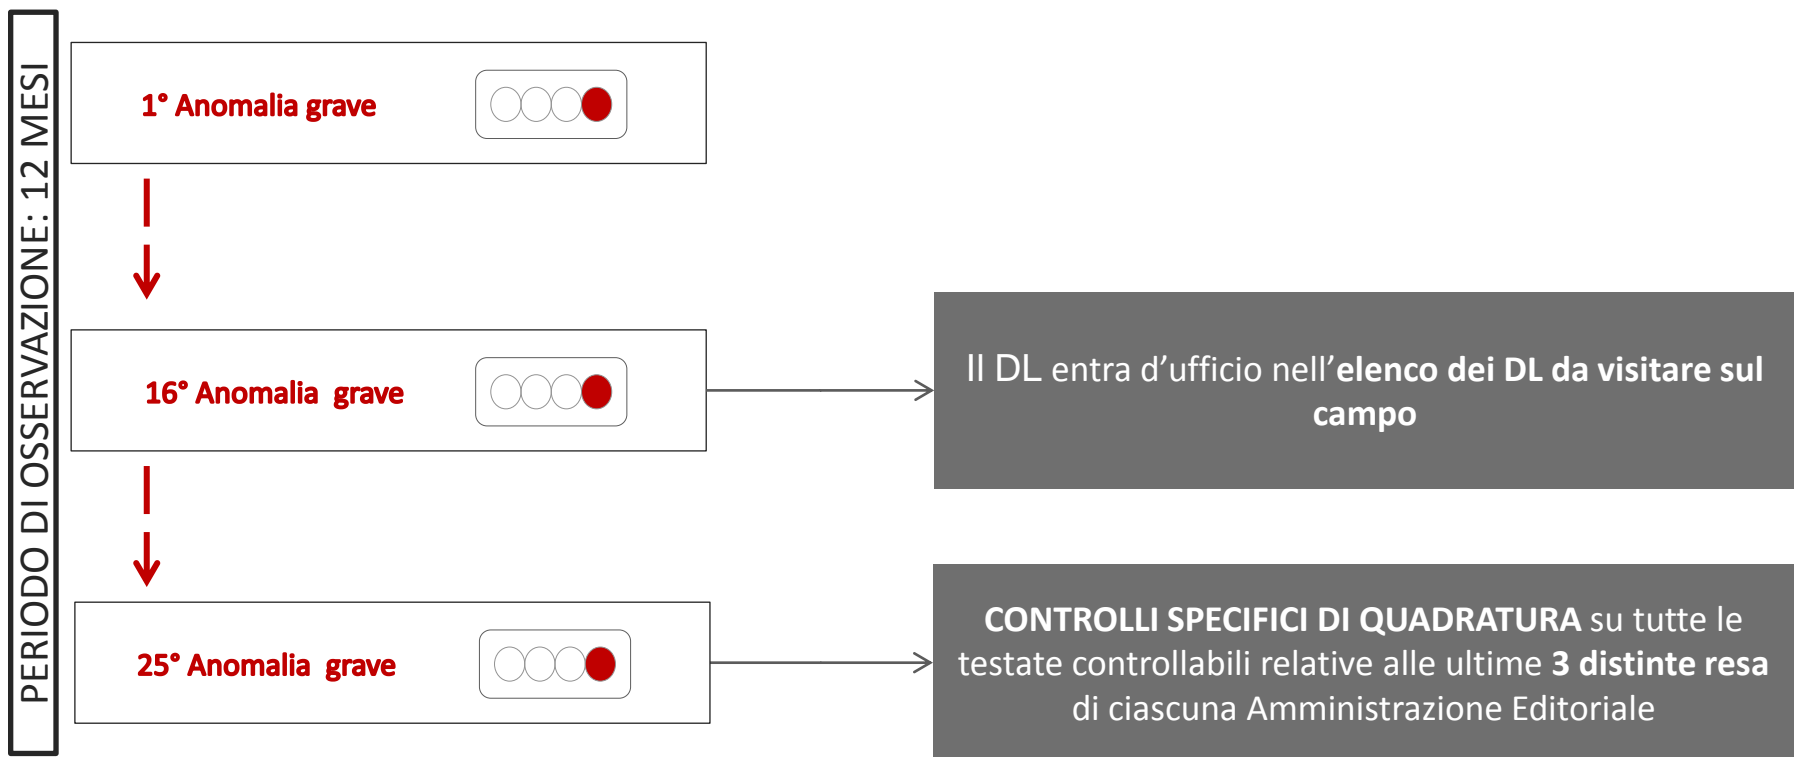 PERIODO DI OSSERVAZIONE: 12 MESI
1° Anomalia grave
16° Anomalia grave
Il DL entra d’ufficio nell’elenco dei DL da visitare sul
campo
25° Anomalia grave
CONTROLLI SPECIFICI DI QUADRATURA su tutte le
testate controllabili relative alle ultime 3 distinte resa
di ciascuna Amministrazione Editoriale